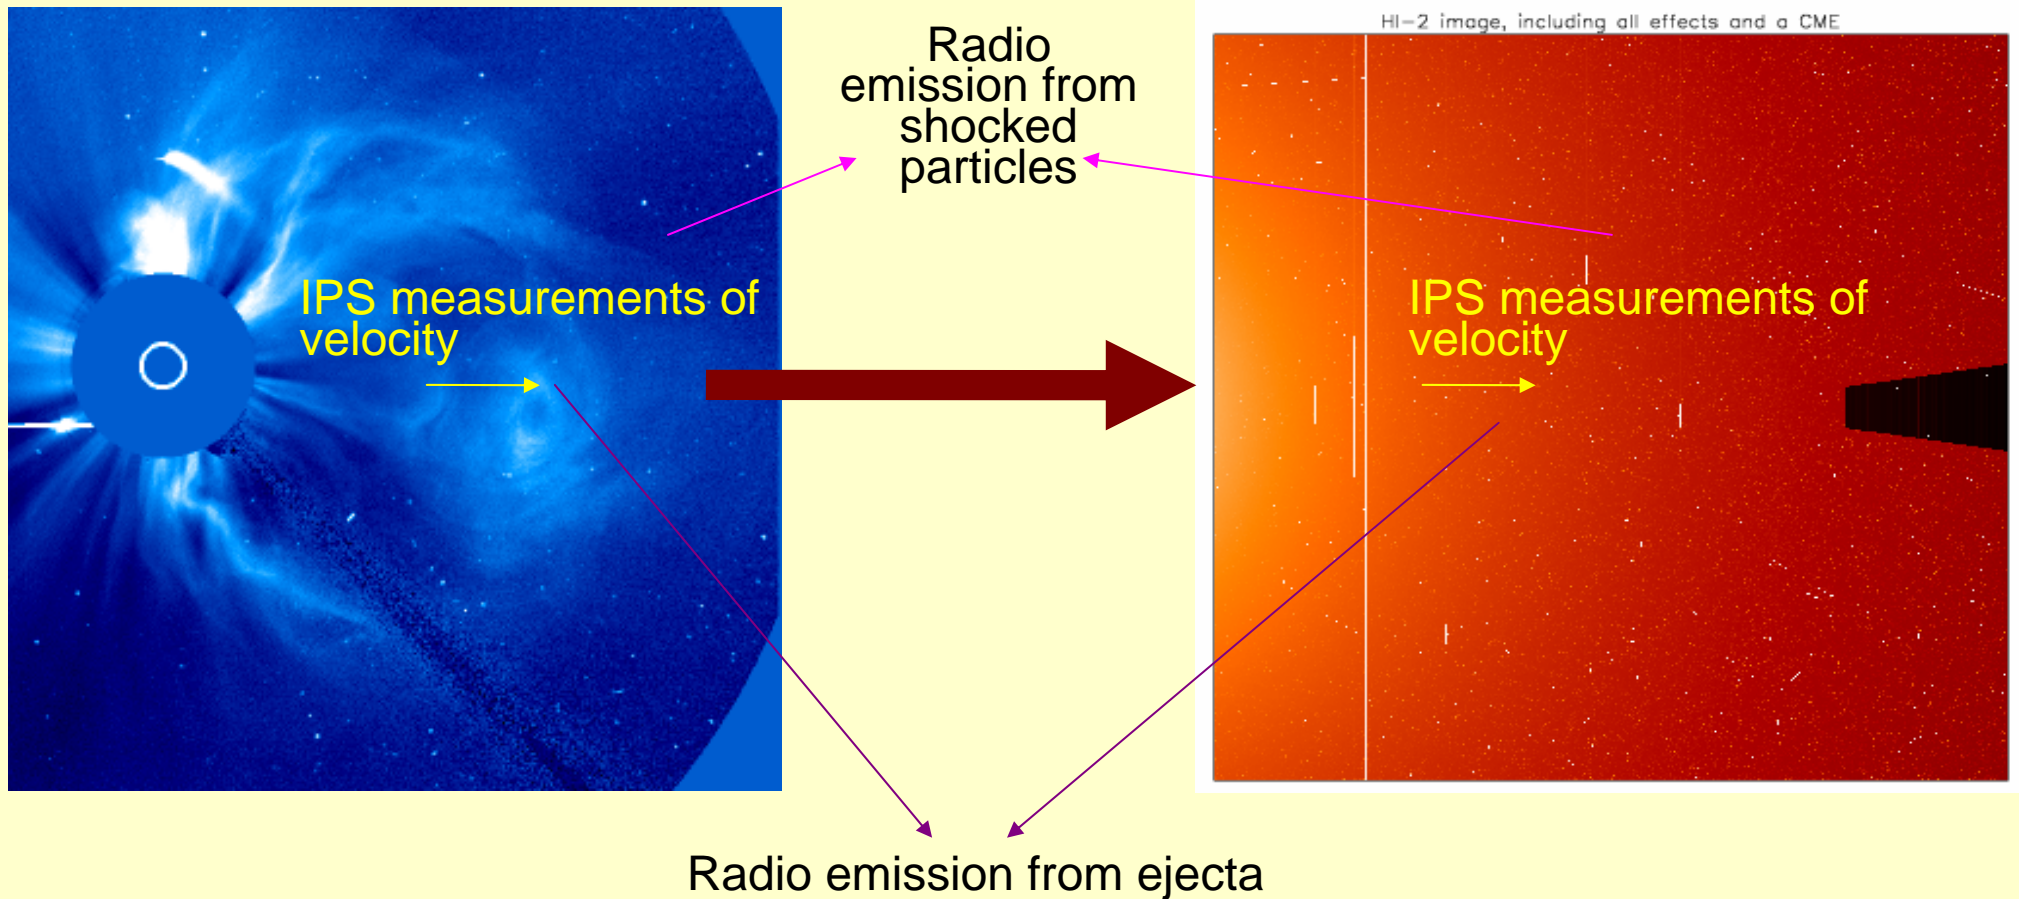 HI-2 image, including all effects and a CME
Radio
emission from
shocked
particles
IPS measurements of
velocity
IPS measurements of
velocity
Radio emission from ejecta